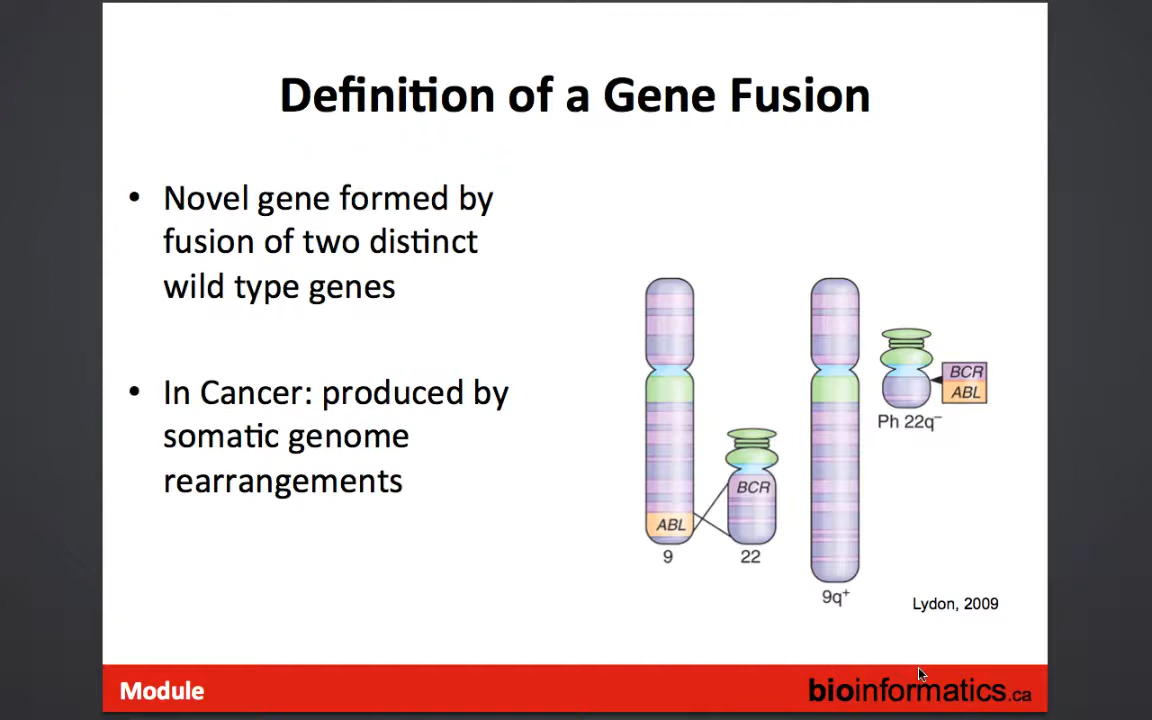 Definition of a Gene Fusion
• Novel gene formed by
fusion of two distinct
wild type genes
• In Cancer: produced by
somatic genome
rearrangements
BCR
ABL
Ph 22q⁻
BCR
ABL
9
22
9q⁺
Lydon, 2009
Module
bioinformatics.ca